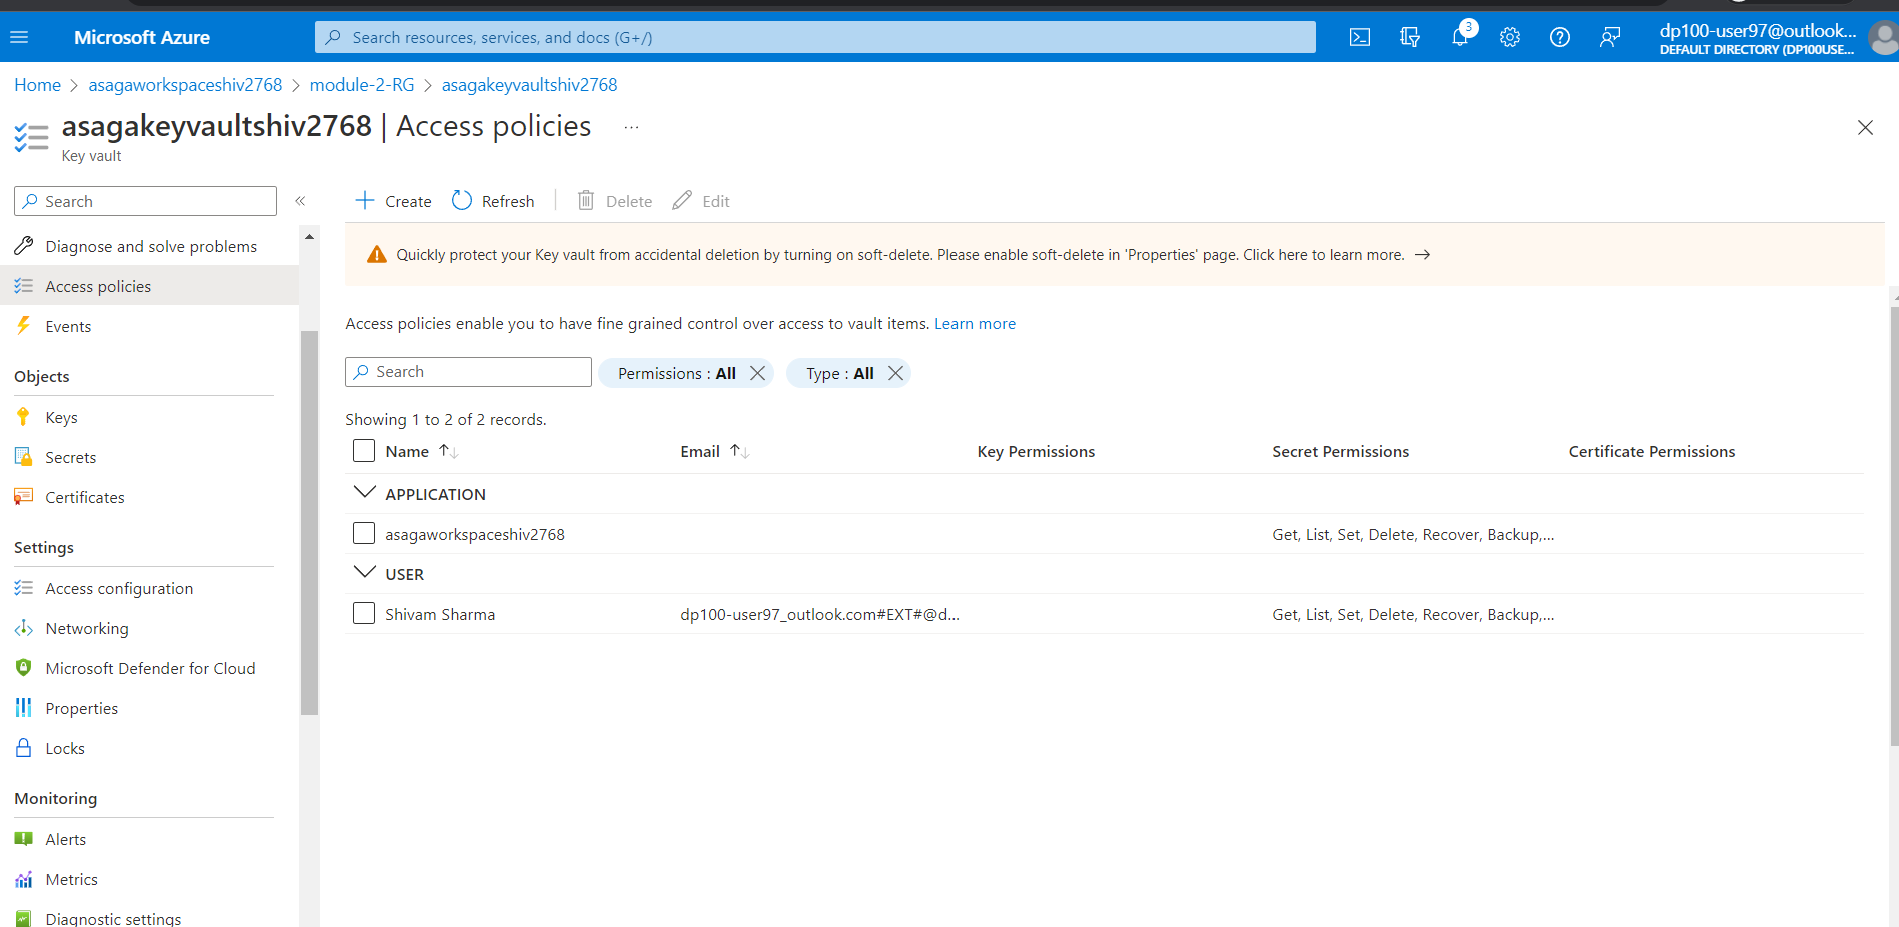 Microsoft Azure
Search resources, services, and docs (G+/)
3
dp100-user97@outlook...
DEFAULT DIRECTORY (DP100USE...
Home > asagaworkspaceshiv2768 > module-2-RG > asagakeyvaultshiv2768
asagakeyvaultshiv2768 | Access policies ...
Key vault
Search
«
Diagnose and solve problems
Access policies
Events
Objects
Keys
Secrets
Certificates
Settings
Access configuration
Networking
Microsoft Defender for Cloud
Properties
Locks
Monitoring
Alerts
Metrics
Diagnostic settings
Create Refresh Delete Edit
Quickly protect your Key vault from accidental deletion by turning on soft-delete. Please enable soft-delete in 'Properties' page. Click here to learn more. →
Access policies enable you to have fine grained control over access to vault items. Learn more
Search Permissions : All Type : All
Showing 1 to 2 of 2 records.
Name ↑↓ Email ↑↓ Key Permissions Secret Permissions Certificate Permissions
APPLICATION
asagaworkspaceshiv2768 Get, List, Set, Delete, Recover, Backup,...
USER
Shivam Sharma dp100-user97_outlook.com#EXT#@d... Get, List, Set, Delete, Recover, Backup,...